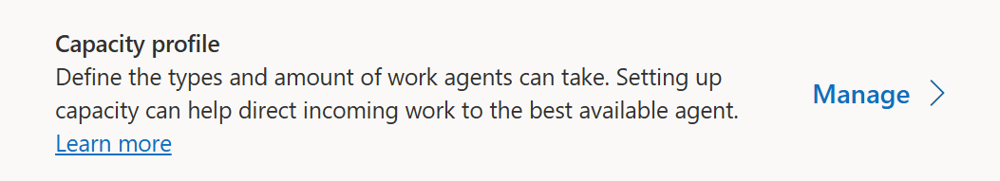 Capacity profile
Define the types and amount of work agents can take. Setting up
capacity can help direct incoming work to the best available agent.
Learn more
Manage